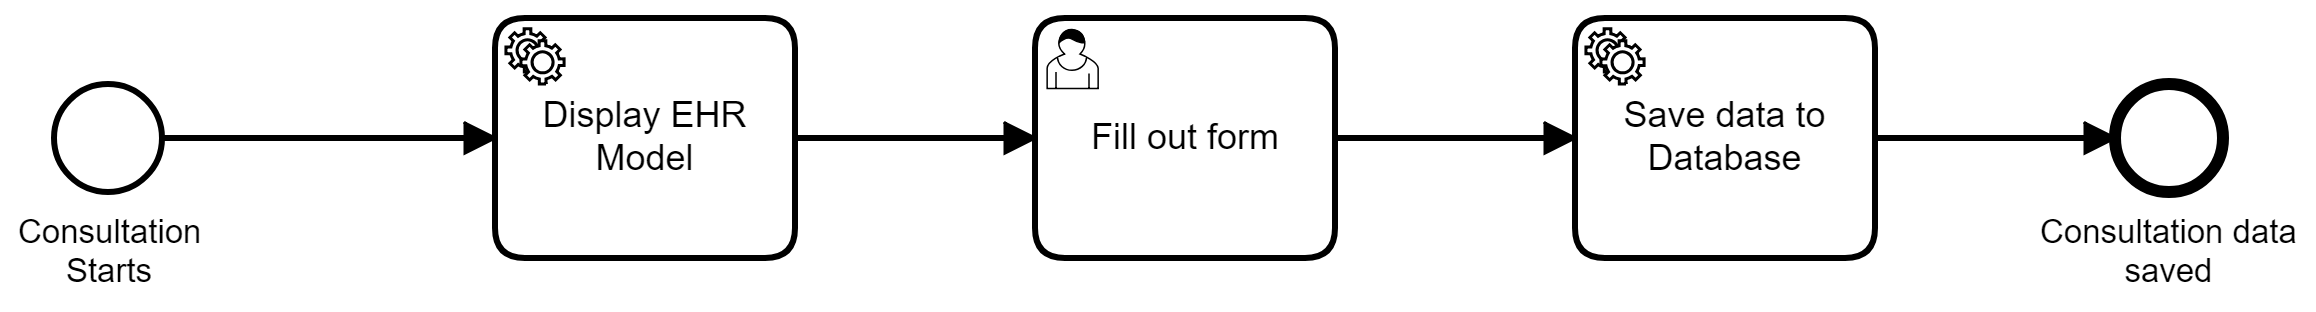 Consultation
Starts
Display EHR
Model
Fill out form
Save data to
Database
Consultation data
saved